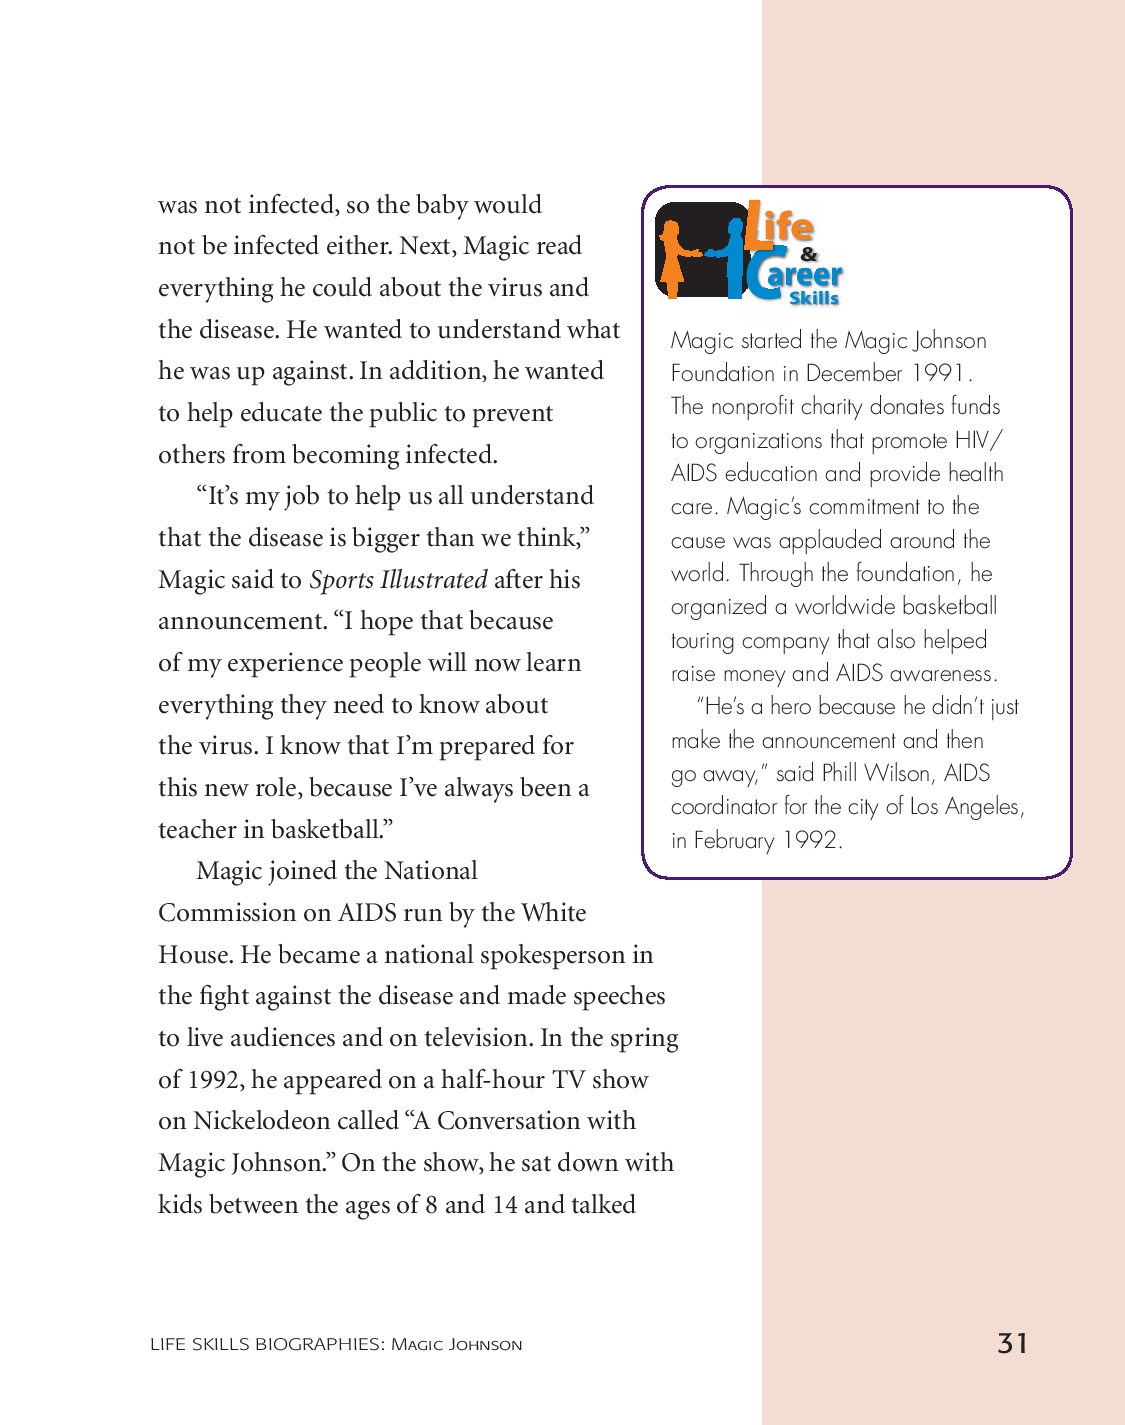 was not infected, so the baby would
not be infected either. Next, Magic read
everything he could about the virus and
the disease. He wanted to understand what
he was up against. In addition, he wanted
to help educate the public to prevent
others from becoming infected.
“It’s my job to help us all understand
that the disease is bigger than we think,”
Magic said to Sports Illustrated after his
announcement. “I hope that because
of my experience people will now learn
everything they need to know about
the virus. I know that I’m prepared for
this new role, because I’ve always been a
teacher in basketball.”
Magic joined the National
Commission on AIDS run by the White
House. He became a national spokesperson in
the fight against the disease and made speeches
to live audiences and on television. In the spring
of 1992, he appeared on a half-hour TV show
on Nickelodeon called “A Conversation with
Magic Johnson.” On the show, he sat down with
kids between the ages of 8 and 14 and talked
Life
&
Career
Skills
Magic started the Magic Johnson
Foundation in December 1991.
The nonprofit charity donates funds
to organizations that promote HIV/
AIDS education and provide health
care. Magic’s commitment to the
cause was applauded around the
world. Through the foundation, he
organized a worldwide basketball
touring company that also helped
raise money and AIDS awareness.
“He’s a hero because he didn’t just
make the announcement and then
go away,” said Phill Wilson, AIDS
coordinator for the city of Los Angeles,
in February 1992.
LIFE SKILLS BIOGRAPHIES: MAGIC JOHNSON
31